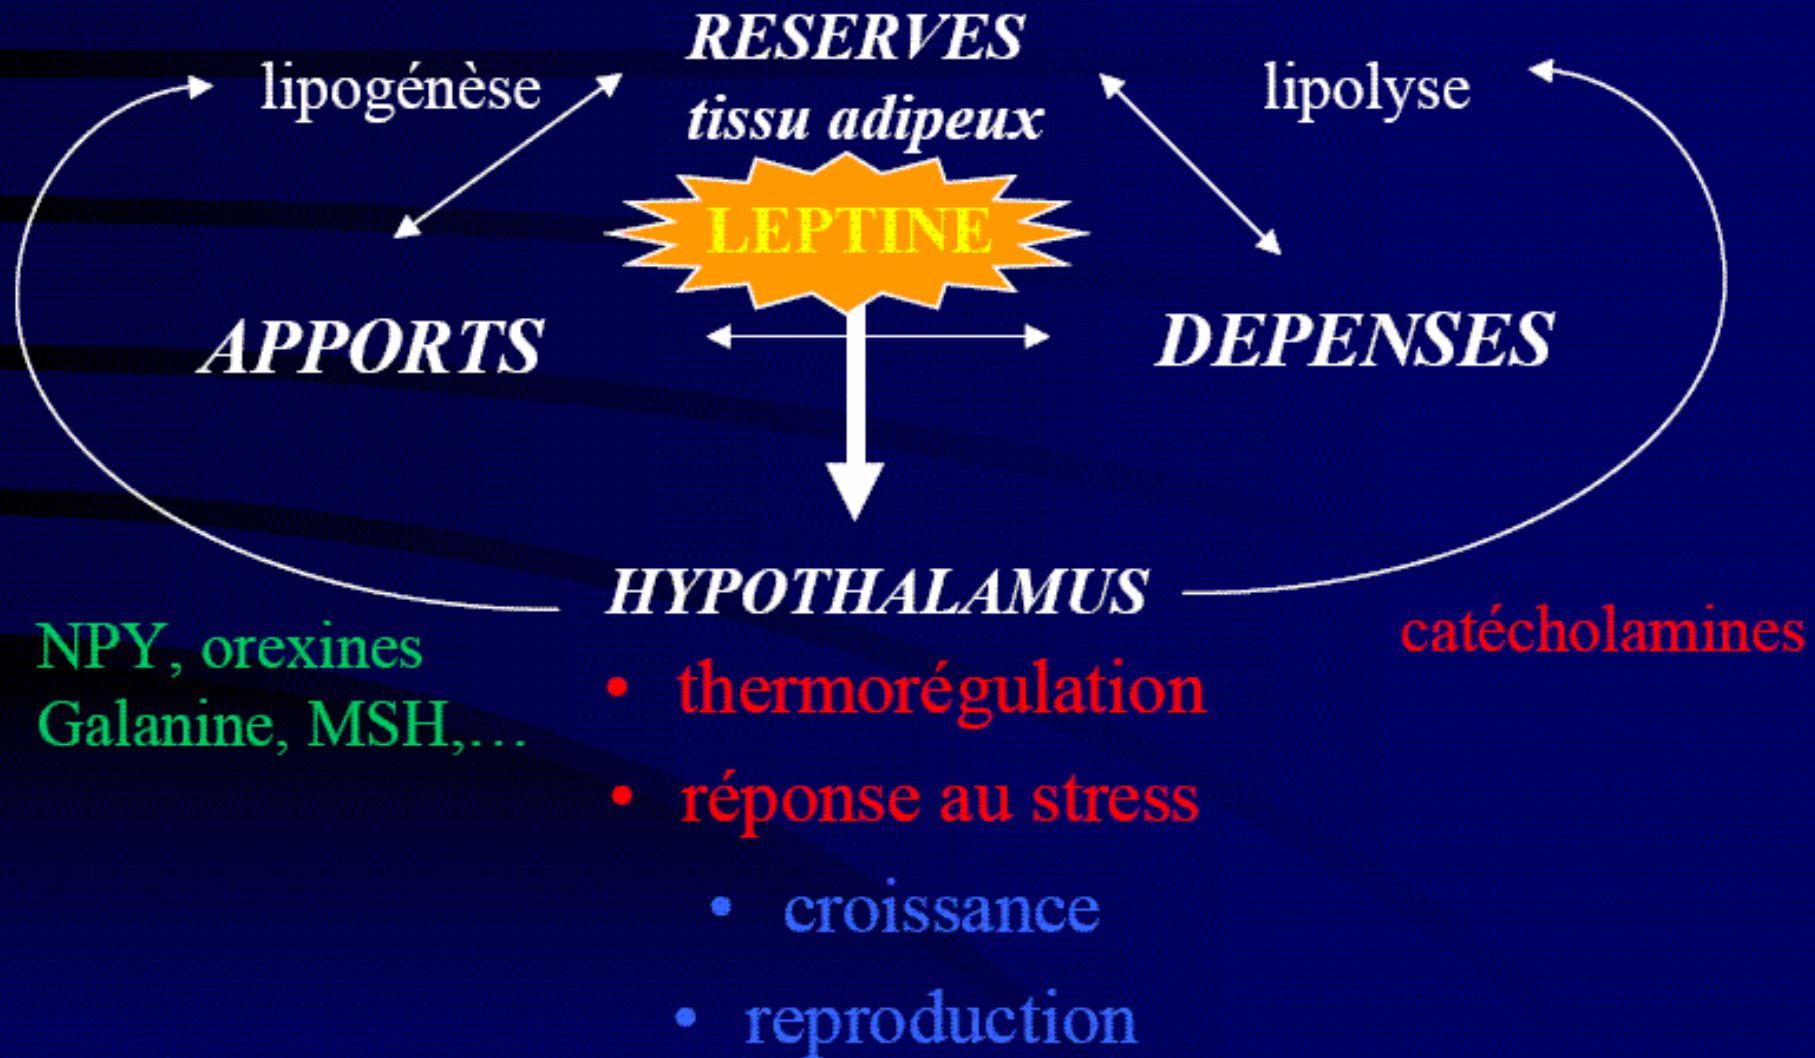 RESERVES
lipogénèse
lipolyse
tissu adipeux
LEPTINE
APPORTS
DEPENSES
HYPOTHALAMUS
NPY, orexines
Galanine, MSH,…
catécholamines
• thermorégulation
• réponse au stress
• croissance
• reproduction